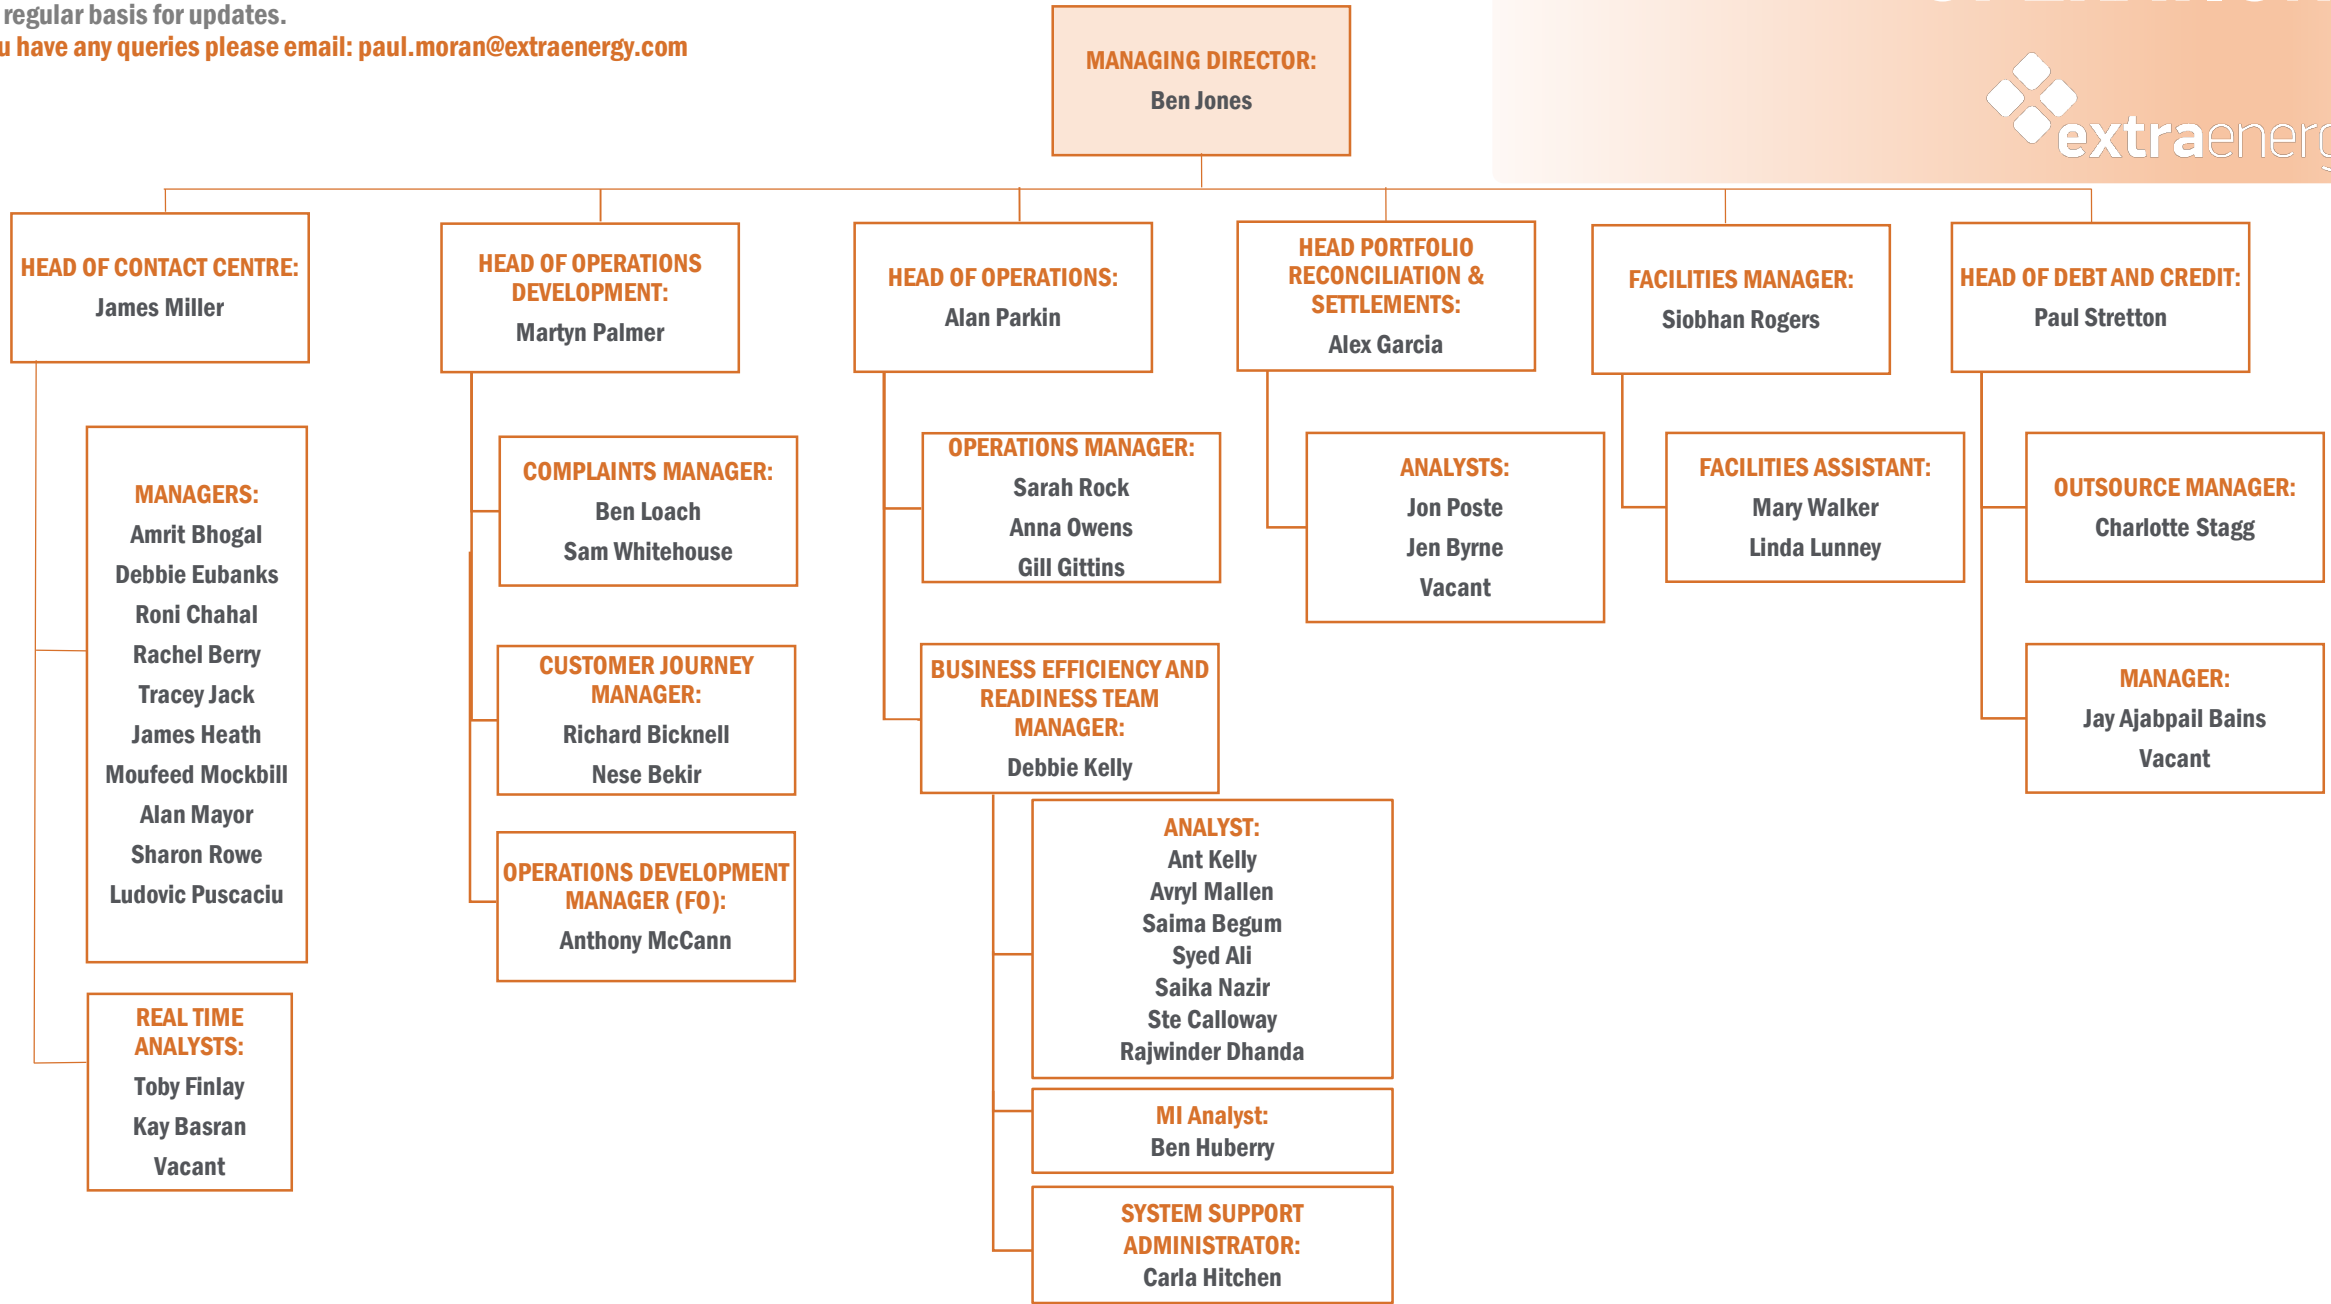 regular basis for updates.
u have any queries please email: paul.moran@extraenergy.com
MANAGING DIRECTOR:
Ben Jones
extraenerg
HEAD OF CONTACT CENTRE:
James Miller
MANAGERS:
Amrit Bhogal
Debbie Eubanks
Roni Chahal
Rachel Berry
Tracey Jack
James Heath
Moufeed Mockbill
Alan Mayor
Sharon Rowe
Ludovic Puscaciu
REAL TIME
ANALYSTS:
Toby Finlay
Kay Basran
Vacant
HEAD OF OPERATIONS
DEVELOPMENT:
Martyn Palmer
COMPLAINTS MANAGER:
Ben Loach
Sam Whitehouse
CUSTOMER JOURNEY
MANAGER:
Richard Bicknell
Nese Bekir
OPERATIONS DEVELOPMENT
MANAGER (FO):
Anthony McCann
HEAD OF OPERATIONS:
Alan Parkin
OPERATIONS MANAGER:
Sarah Rock
Anna Owens
Gill Gittins
BUSINESS EFFICIENCY AND
READINESS TEAM
MANAGER:
Debbie Kelly
ANALYST:
Ant Kelly
Avryl Mallen
Saima Begum
Syed Ali
Saika Nazir
Ste Calloway
Rajwinder Dhanda
MI Analyst:
Ben Huberry
SYSTEM SUPPORT
ADMINISTRATOR:
Carla Hitchen
HEAD PORTFOLIO
RECONCILIATION &
SETTLEMENTS:
Alex Garcia
ANALYSTS:
Jon Poste
Jen Byrne
Vacant
FACILITIES MANAGER:
Siobhan Rogers
FACILITIES ASSISTANT:
Mary Walker
Linda Lunney
HEAD OF DEBT AND CREDIT:
Paul Stretton
OUTSOURCE MANAGER:
Charlotte Stagg
MANAGER:
Jay Ajabpail Bains
Vacant